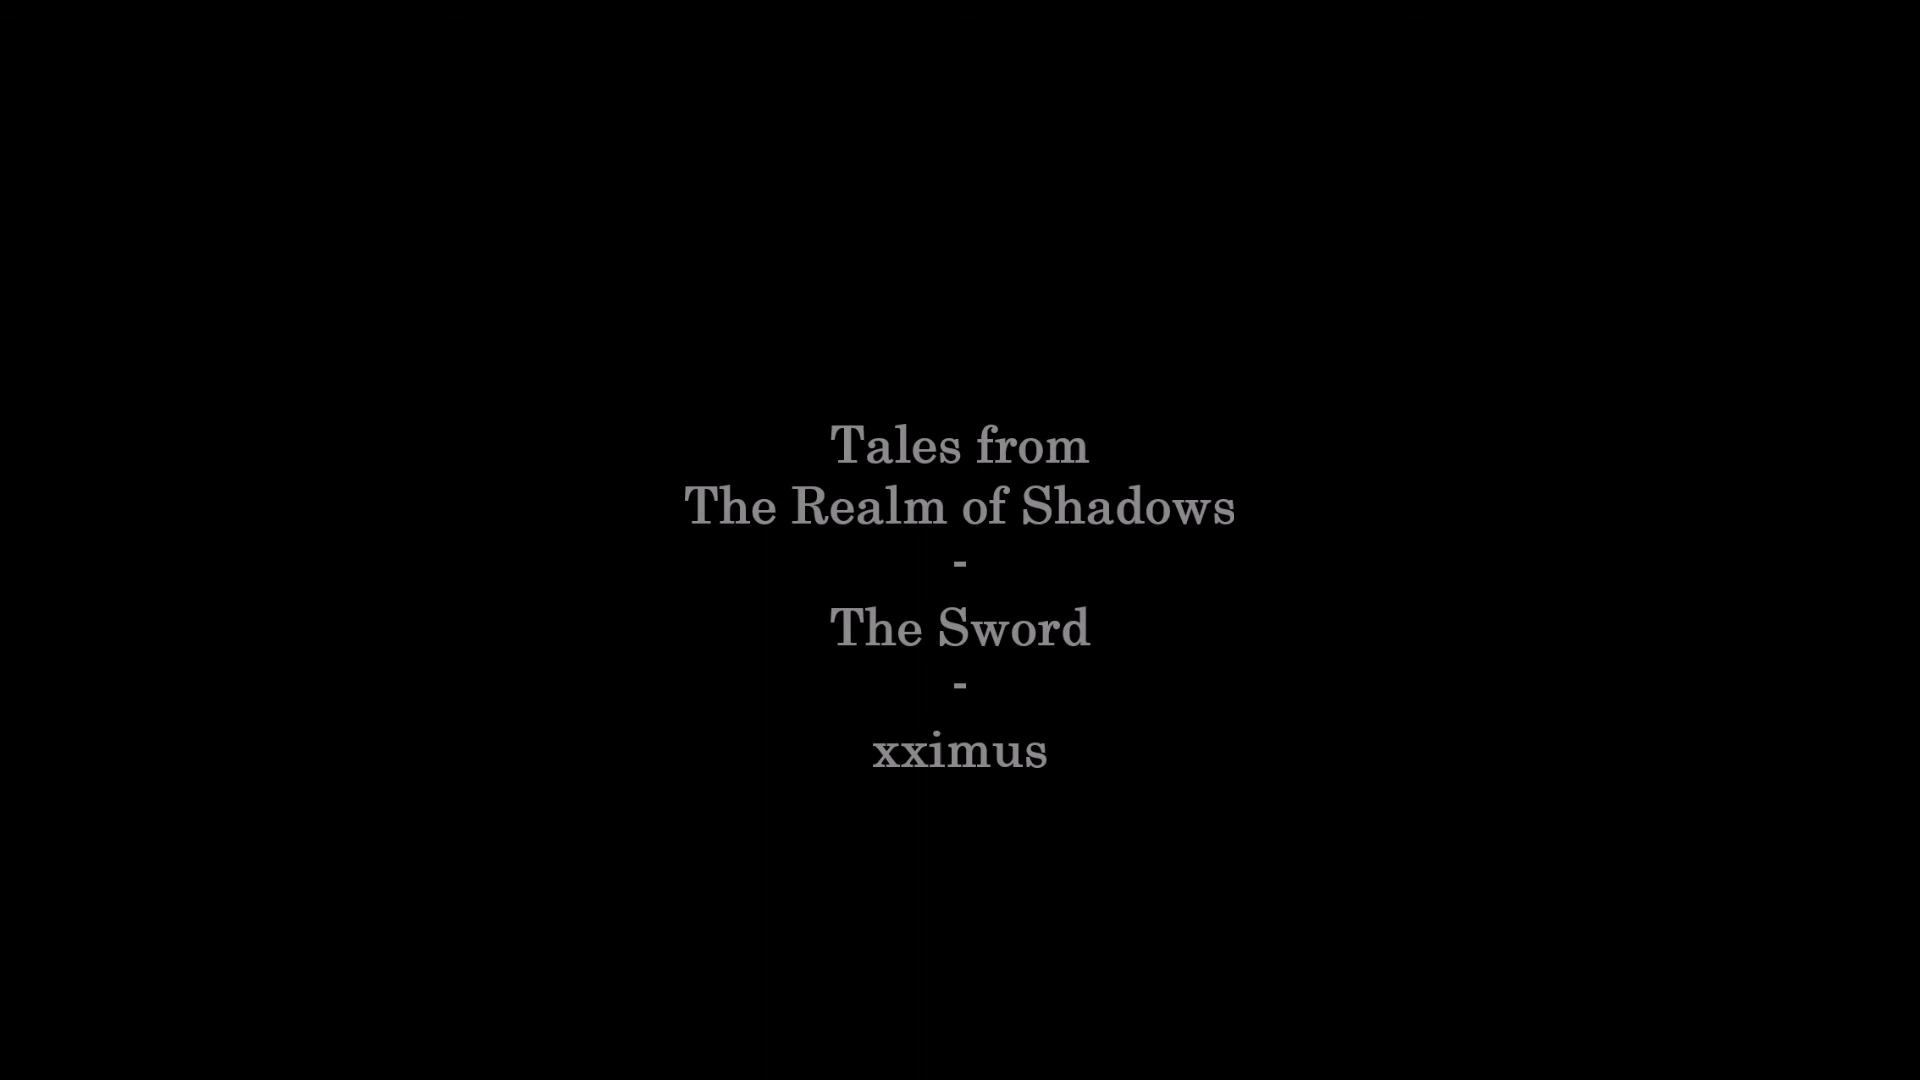 Tales from
The Realm of Shadows
-
The Sword
-
xximus